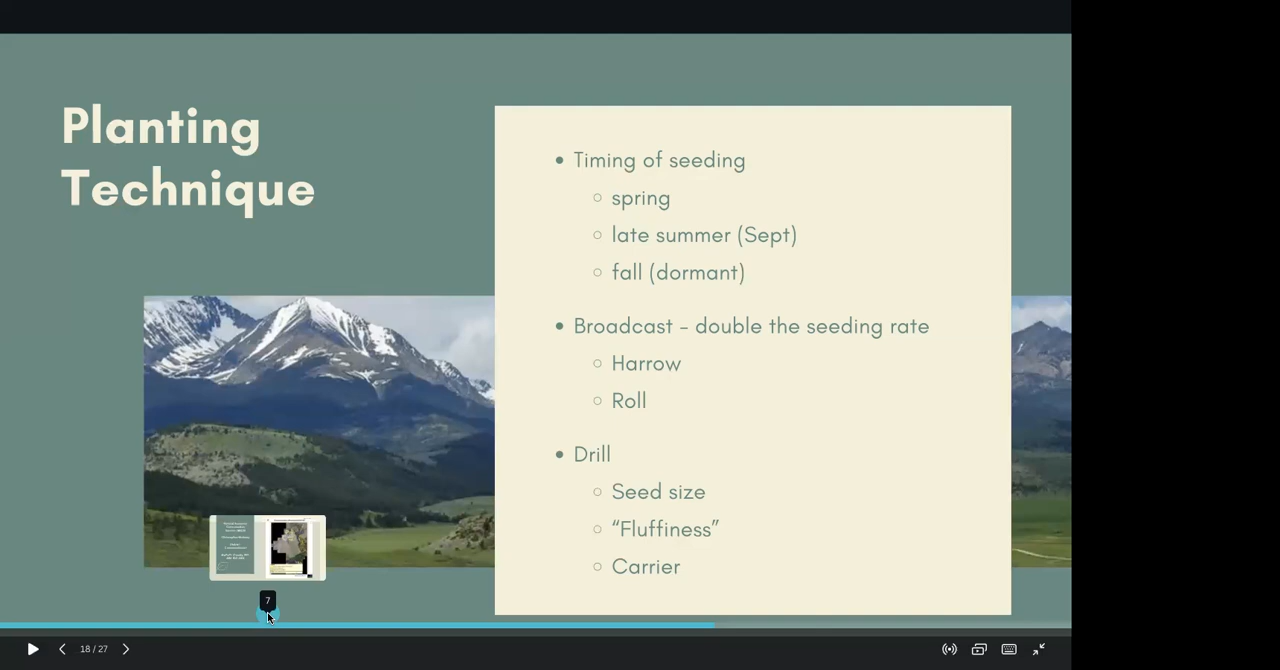 Planting
Technique
• Timing of seeding
○ spring
○ late summer (Sept)
○ fall (dormant)
• Broadcast - double the seeding rate
○ Harrow
○ Roll
• Drill
○ Seed size
○ “Fluffiness”
○ Carrier
7
18 / 27